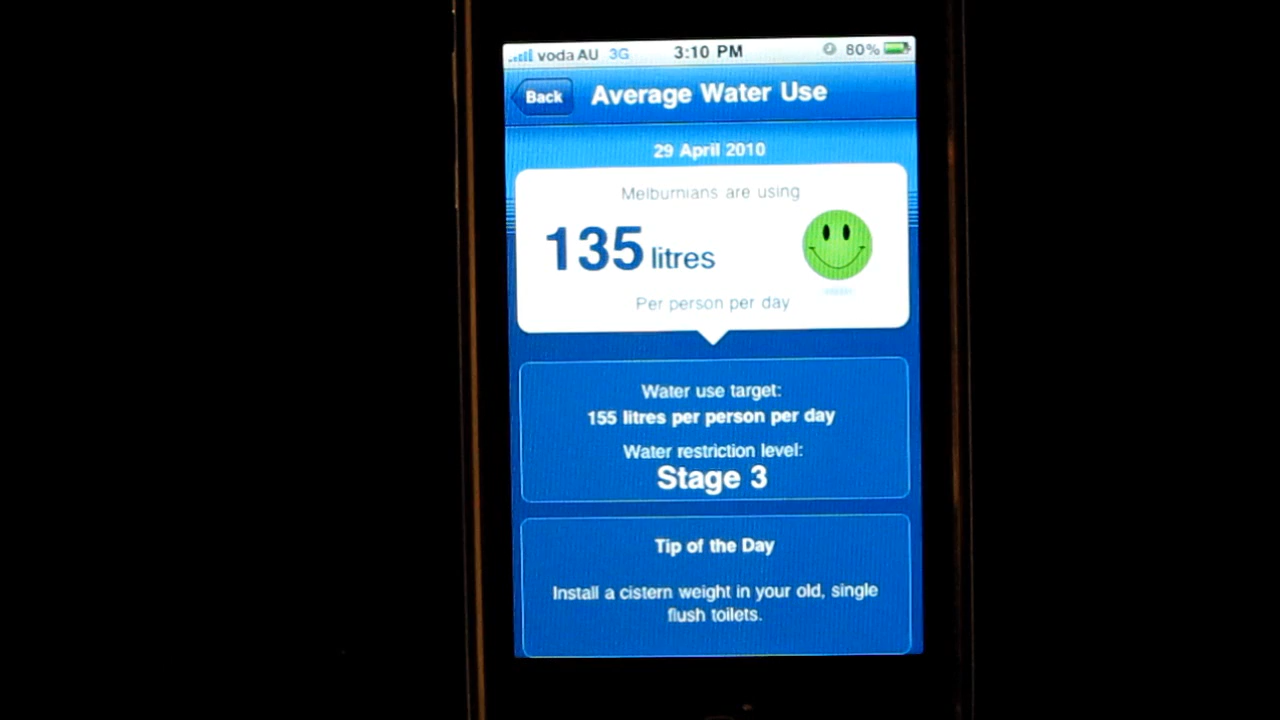 voda AU 3G 3:10 PM 80%
Back Average Water Use
29 April 2010
Melburnians are using
135 litres
Per person per day
Water use target:
155 litres per person per day
Water restriction level:
Stage 3
Tip of the Day
Install a cistern weight in your old, single
flush toilets.